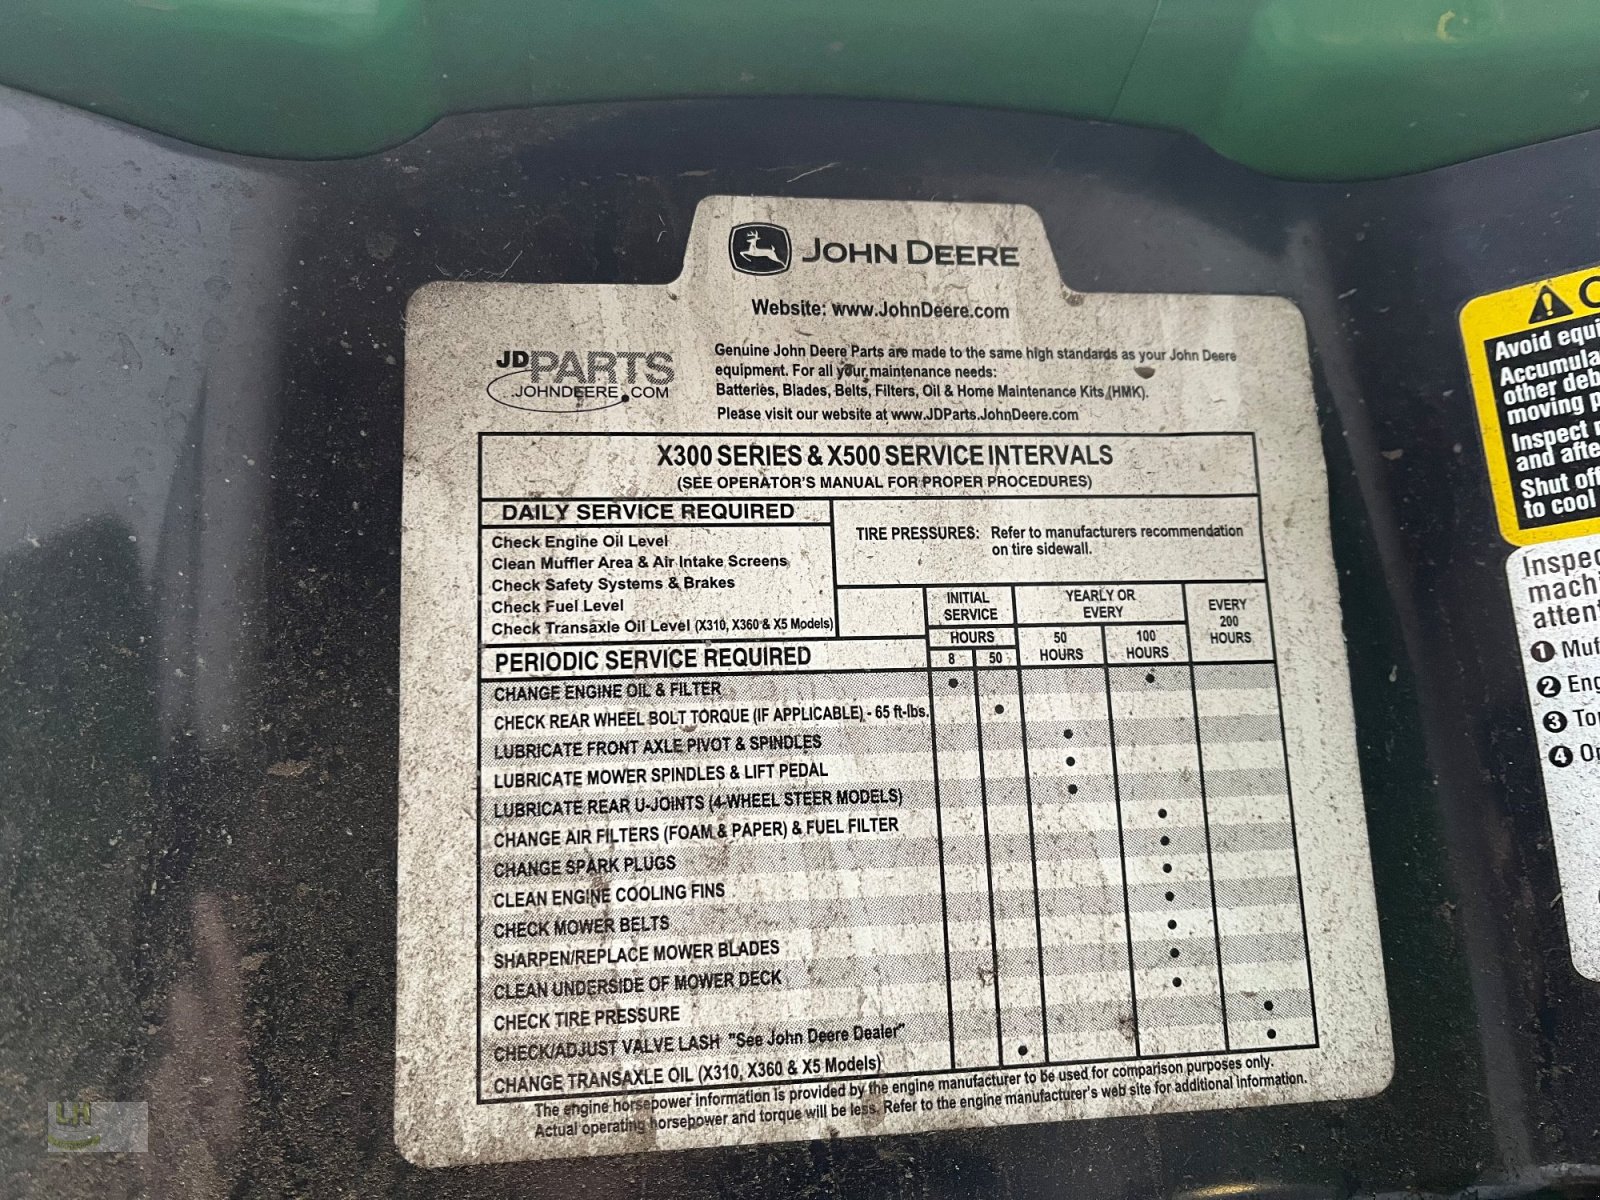 JOHN DEERE
Website: www.JohnDeere.com
JDPARTS
.JOHNDEERE.COM
Genuine John Deere Parts are made to the same high standards as your John Deere
equipment. For all your maintenance needs:
Batteries, Blades, Belts, Filters, Oil & Home Maintenance Kits (HMK).
Please visit our website at www.JDParts.JohnDeere.com
X300 SERIES & X500 SERVICE INTERVALS
(SEE OPERATOR'S MANUAL FOR PROPER PROCEDURES)
DAILY SERVICE REQUIRED
Check Engine Oil Level
Clean Muffler Area & Air Intake Screens
Check Safety Systems & Brakes
Check Fuel Level
Check Transaxle Oil Level (X310, X360 & X5 Models)
TIRE PRESSURES: Refer to manufacturers recommendation
on tire sidewall.
INITIAL
SERVICE
HOURS
8 50
YEARLY OR
EVERY
50
HOURS
100
HOURS
EVERY
200
HOURS
PERIODIC SERVICE REQUIRED
CHANGE ENGINE OIL & FILTER • •
CHECK REAR WHEEL BOLT TORQUE (IF APPLICABLE) - 65 ft-lbs. •
LUBRICATE FRONT AXLE PIVOT & SPINDLES •
LUBRICATE MOWER SPINDLES & LIFT PEDAL •
LUBRICATE REAR U-JOINTS (4-WHEEL STEER MODELS) •
CHANGE AIR FILTERS (FOAM & PAPER) & FUEL FILTER •
CHANGE SPARK PLUGS •
CLEAN ENGINE COOLING FINS •
CHECK MOWER BELTS •
SHARPEN/REPLACE MOWER BLADES •
CLEAN UNDERSIDE OF MOWER DECK •
CHECK TIRE PRESSURE •
CHECK/ADJUST VALVE LASH "See John Deere Dealer" •
CHANGE TRANSAXLE OIL (X310, X360 & X5 Models) • •
The engine horsepower information is provided by the engine manufacturer to be used for comparison purposes only.
Actual operating horsepower and torque will be less. Refer to the engine manufacturer's web site for additional information.
Avoid equi
Accumula
other deb
moving p
Inspect
and afte
Shut off
to cool
Inspec
machi
attent
1 Muf
2 Eng
3 To
4 O
LH